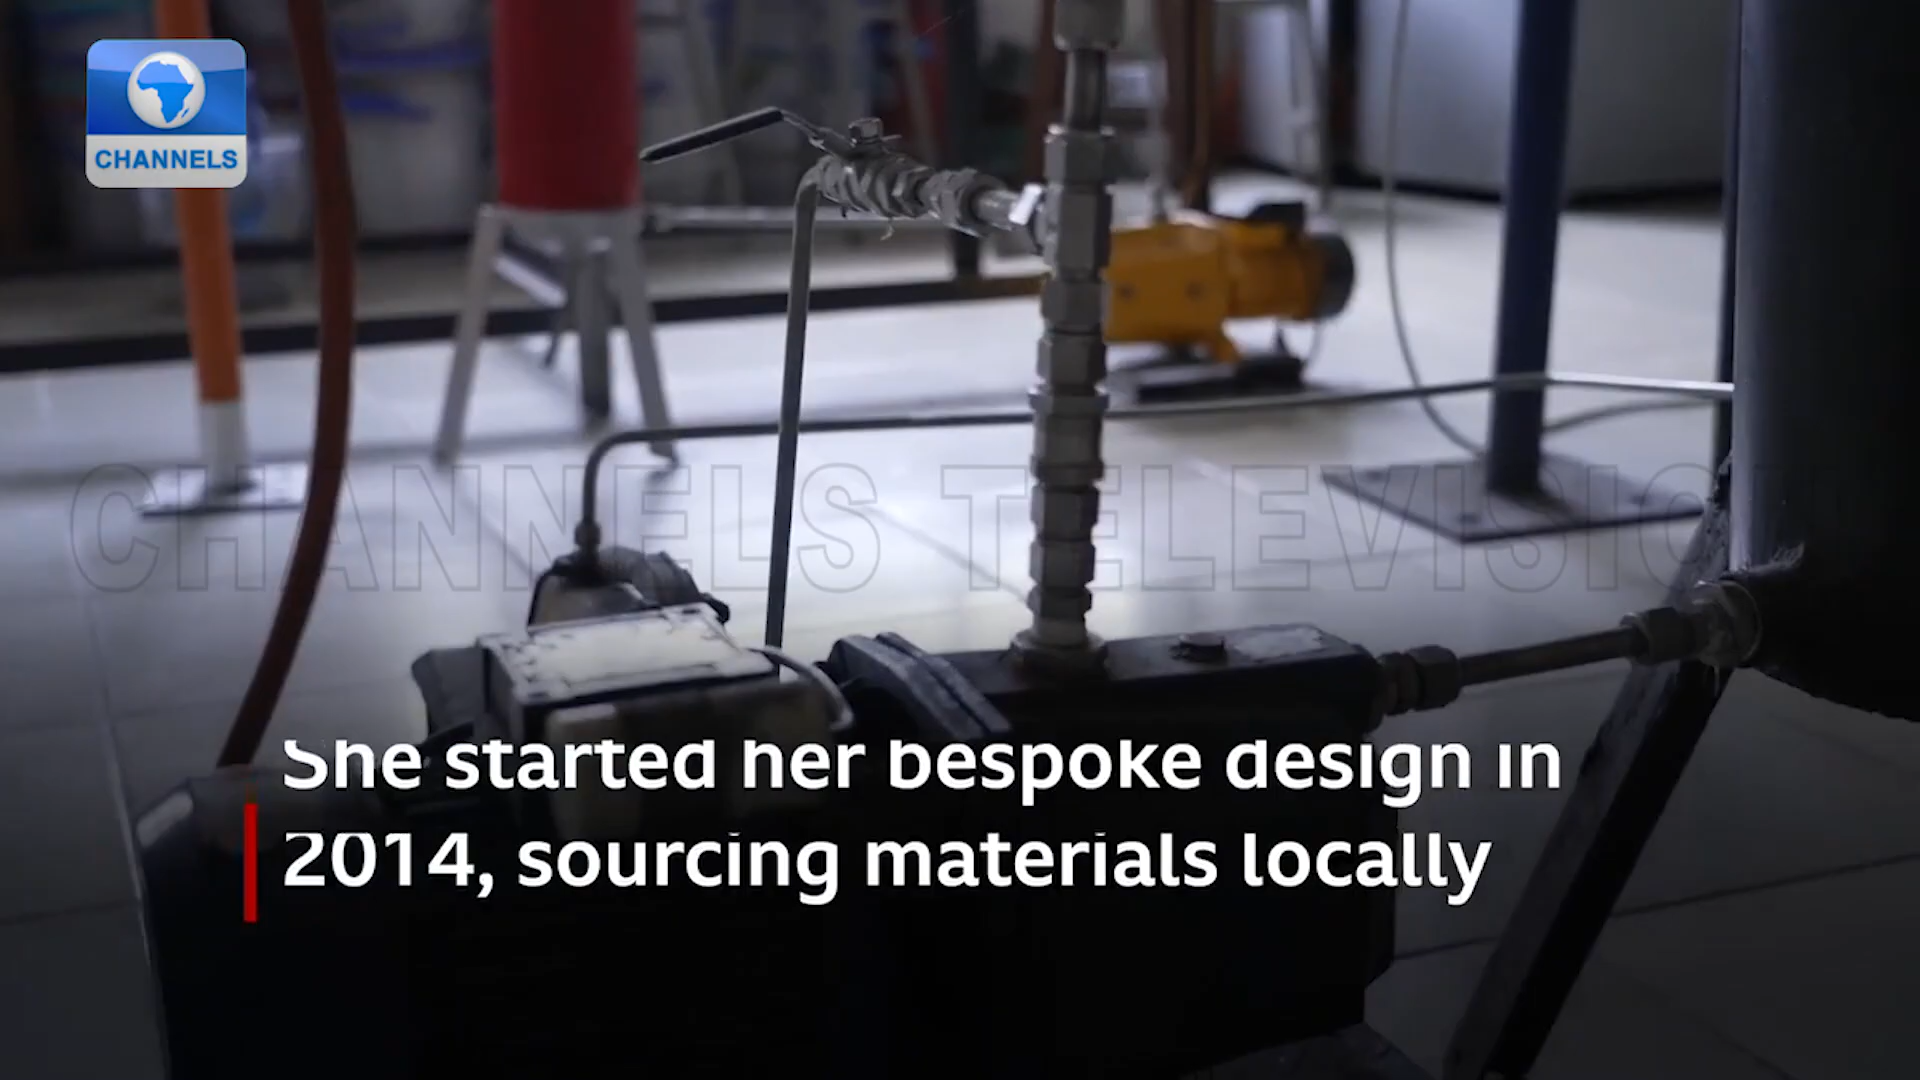 CHANNELS
CHANNELS TELEVISION
She started her bespoke design in
2014, sourcing materials locally